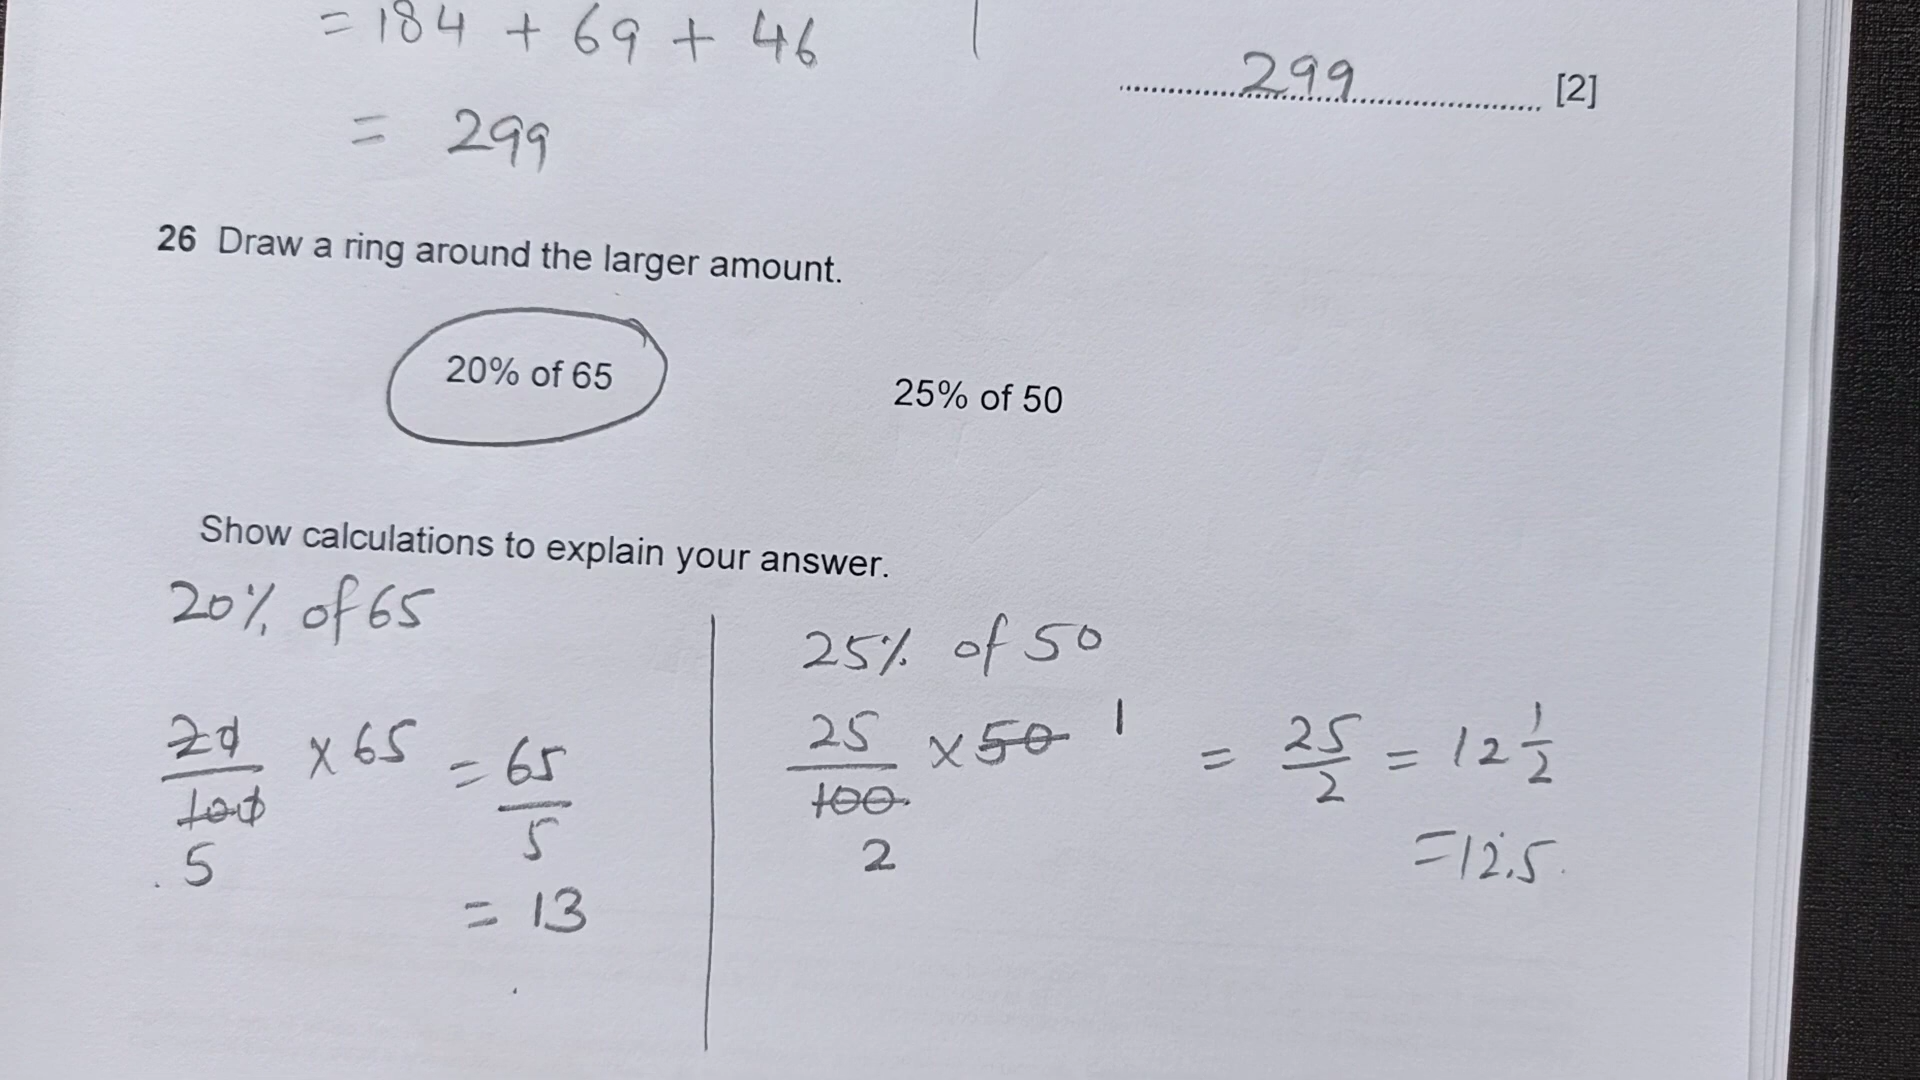 = 184 + 69 + 46
= 299
299 [2]
26 Draw a ring around the larger amount.
20% of 65
25% of 50
Show calculations to explain your answer.
20% of 65
20/100 × 65 = 65/5
5
= 13
25% of 50
25/100 × 50 1 = 25/2 = 12 1/2
2
= 12.5